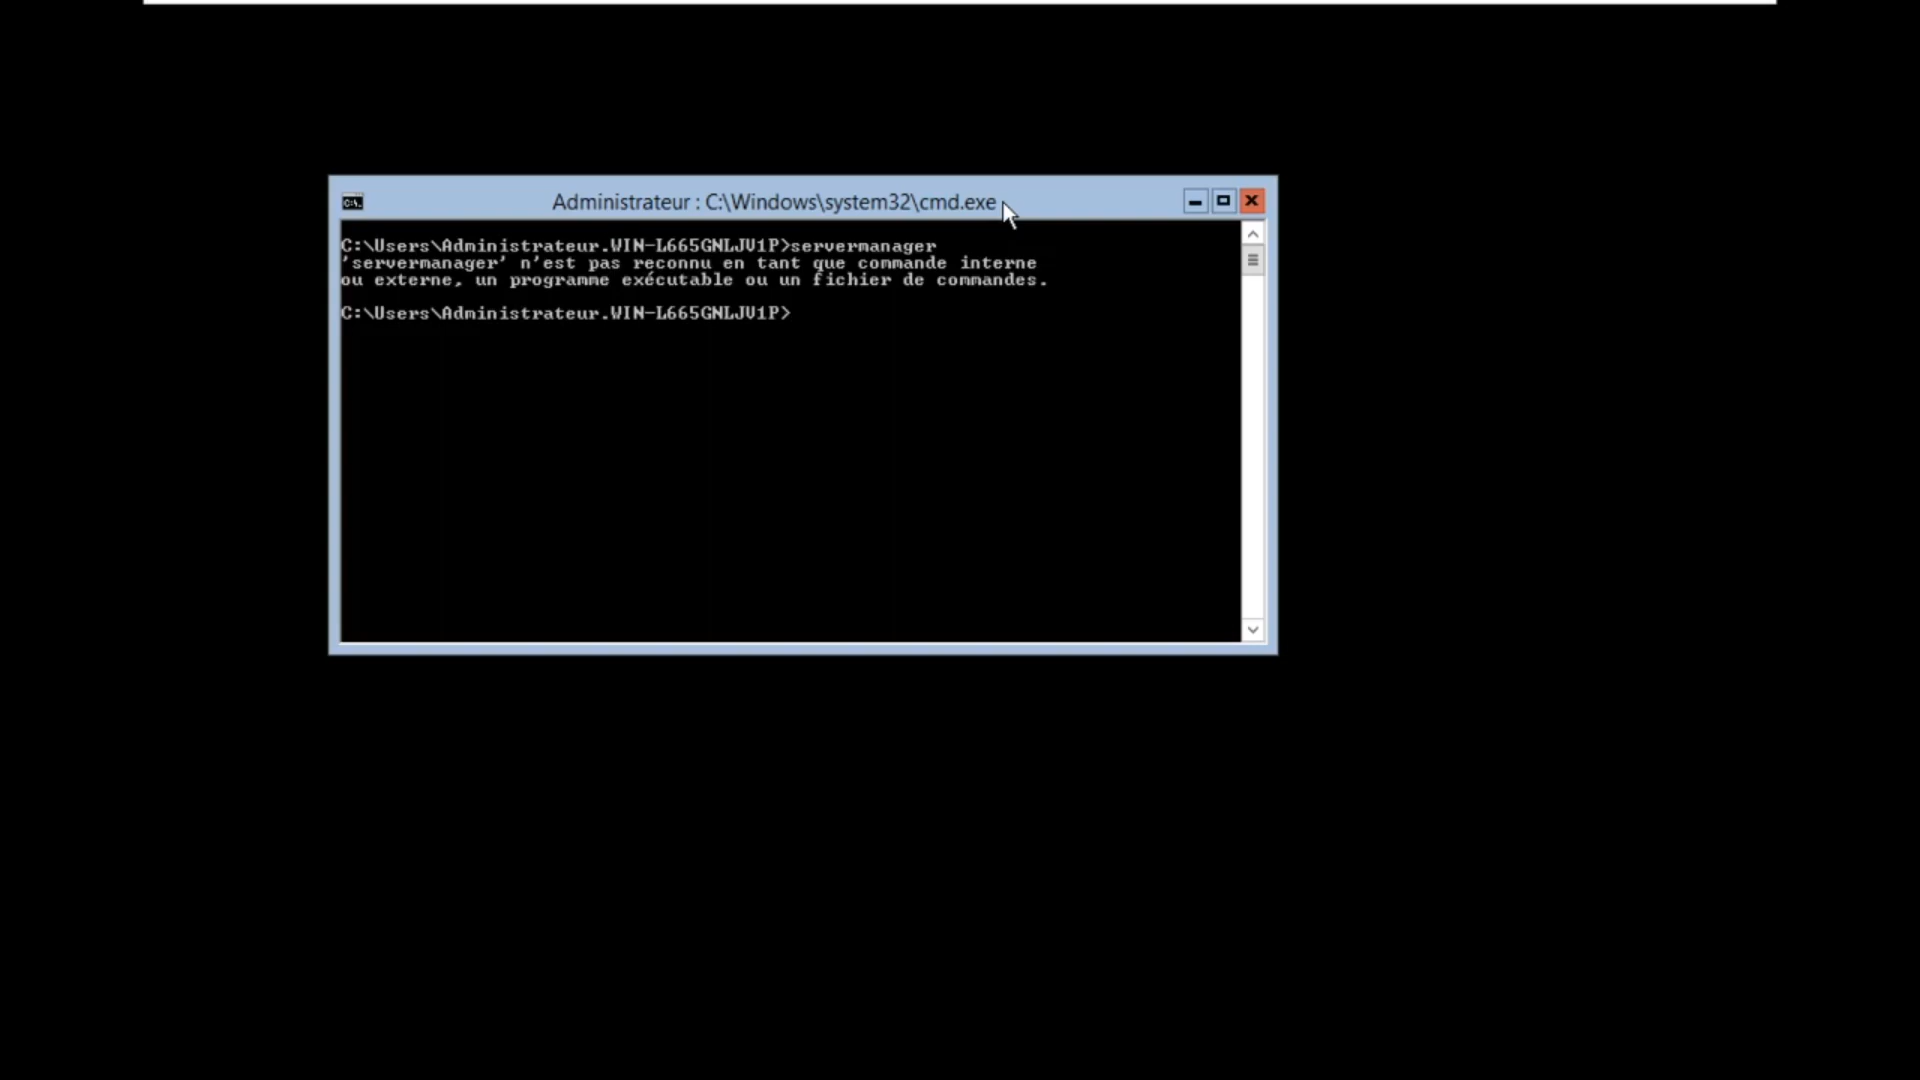 Administrateur : C:\Windows\system32\cmd.exe
C:\Users\Administrateur.WIN-L665GNLJV1P>servermanager
'servermanager' n'est pas reconnu en tant que commande interne
ou externe, un programme exécutable ou un fichier de commandes.
C:\Users\Administrateur.WIN-L665GNLJV1P>